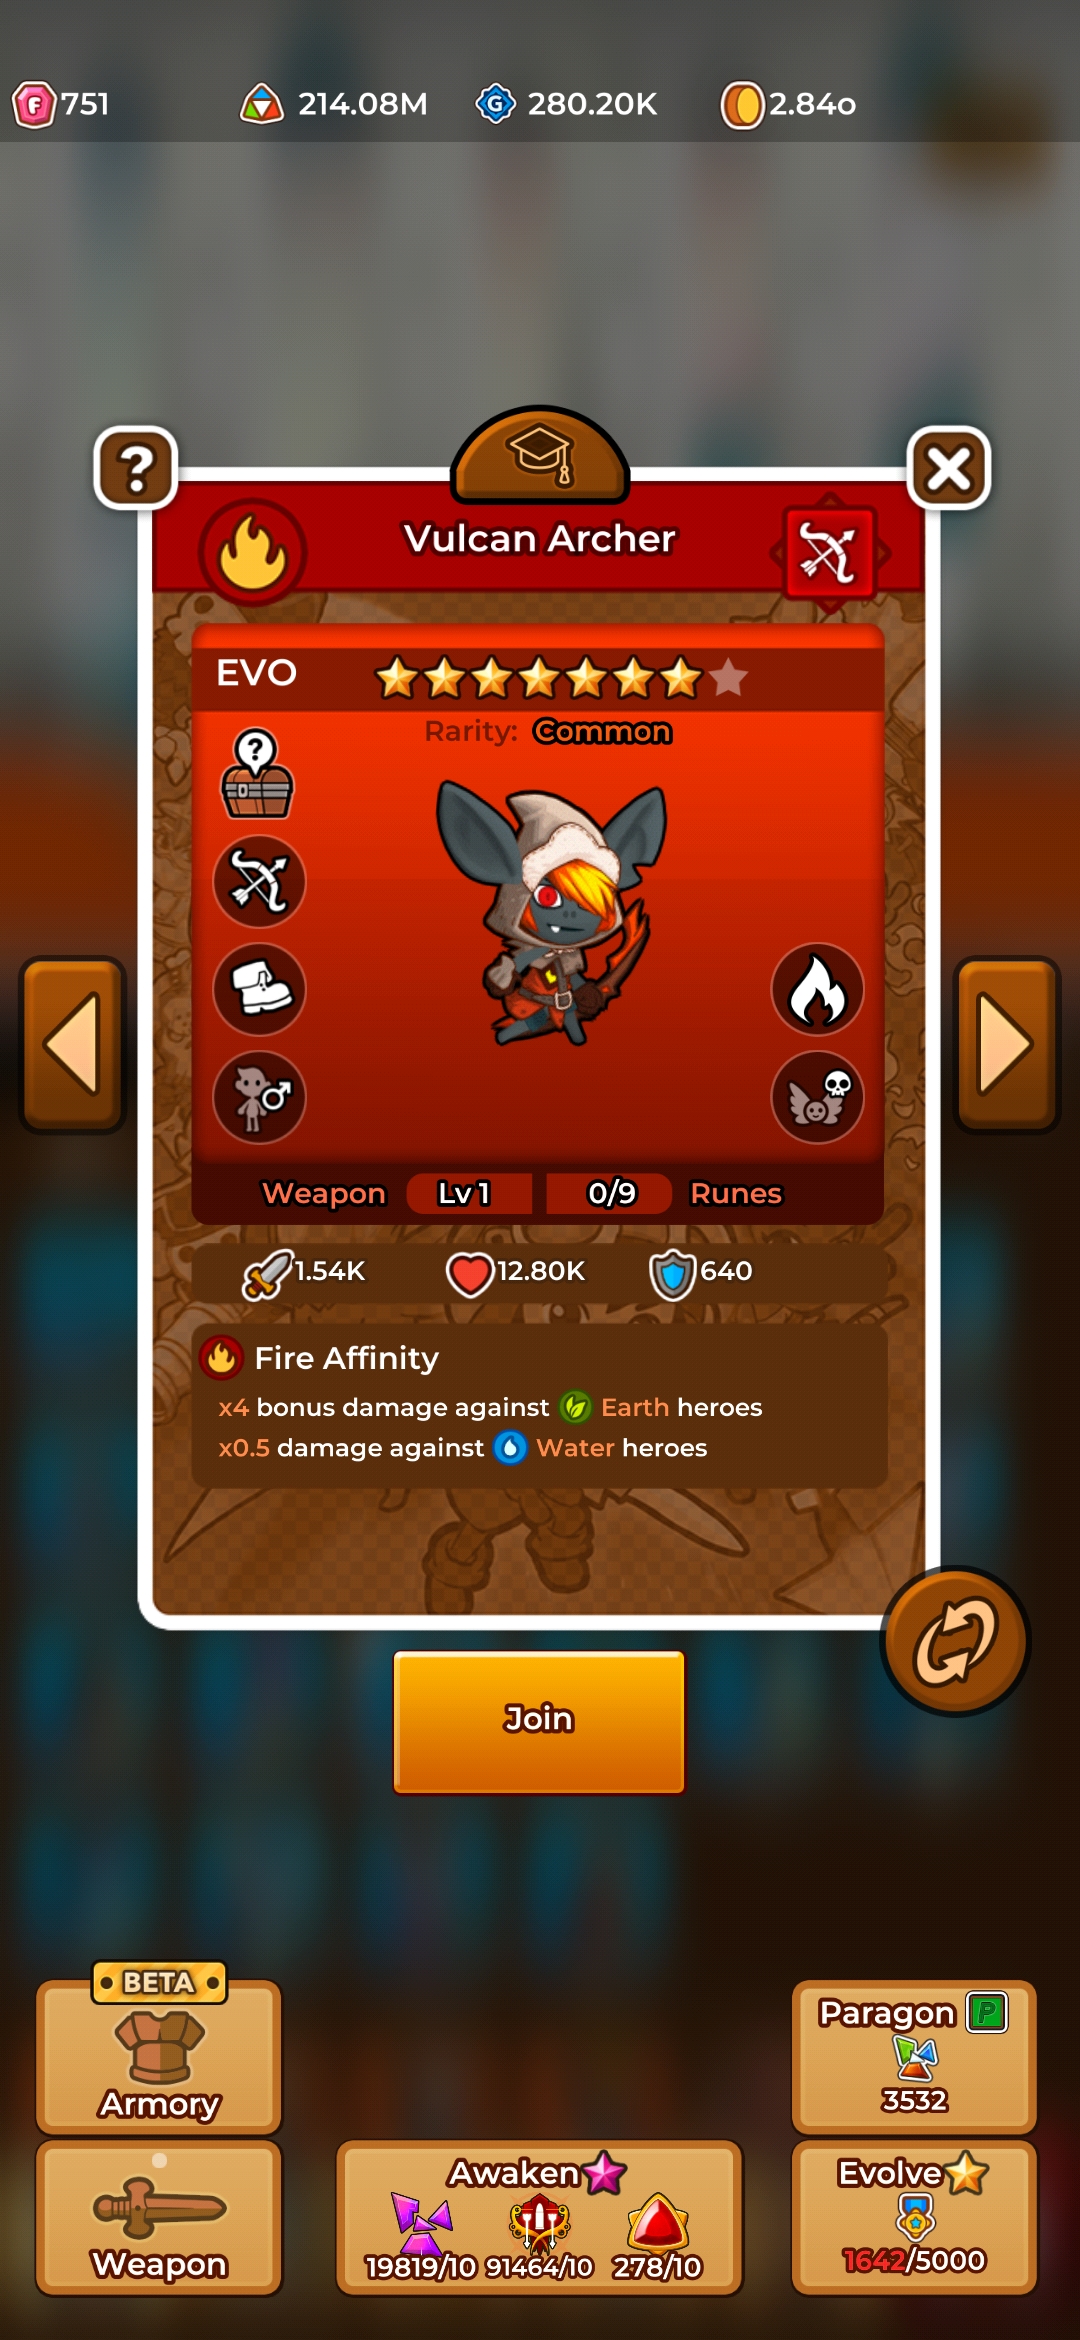 F 751 214.08M G 280.20K 2.84o
?
Vulcan Archer
EVO
Rarity: Common
?
Weapon Lv 1 0/9 Runes
1.54K 12.80K 640
Fire Affinity
x4 bonus damage against Earth heroes
x0.5 damage against Water heroes
Join
BETA
Armory
Paragon P
3532
Weapon
Awaken
19819/10 91464/10 278/10
Evolve
1642/5000